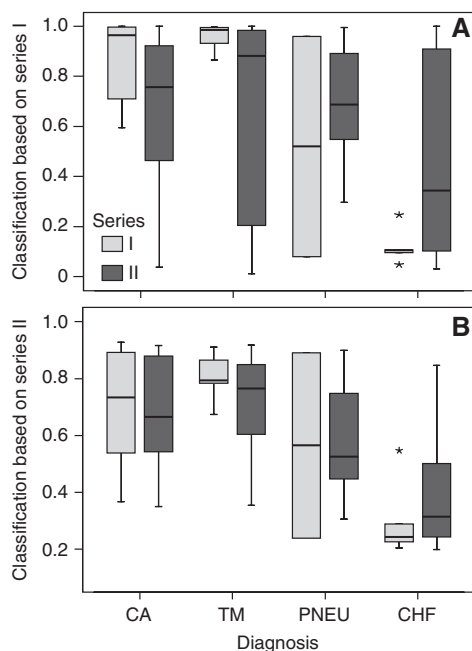 A
Classification based on series I
1.0
0.8
0.6
0.4
0.2
0
Series
I
II
*
*
B
Classification based on series II
1.0
0.8
0.6
0.4
0.2
*
CA TM PNEU CHF
Diagnosis